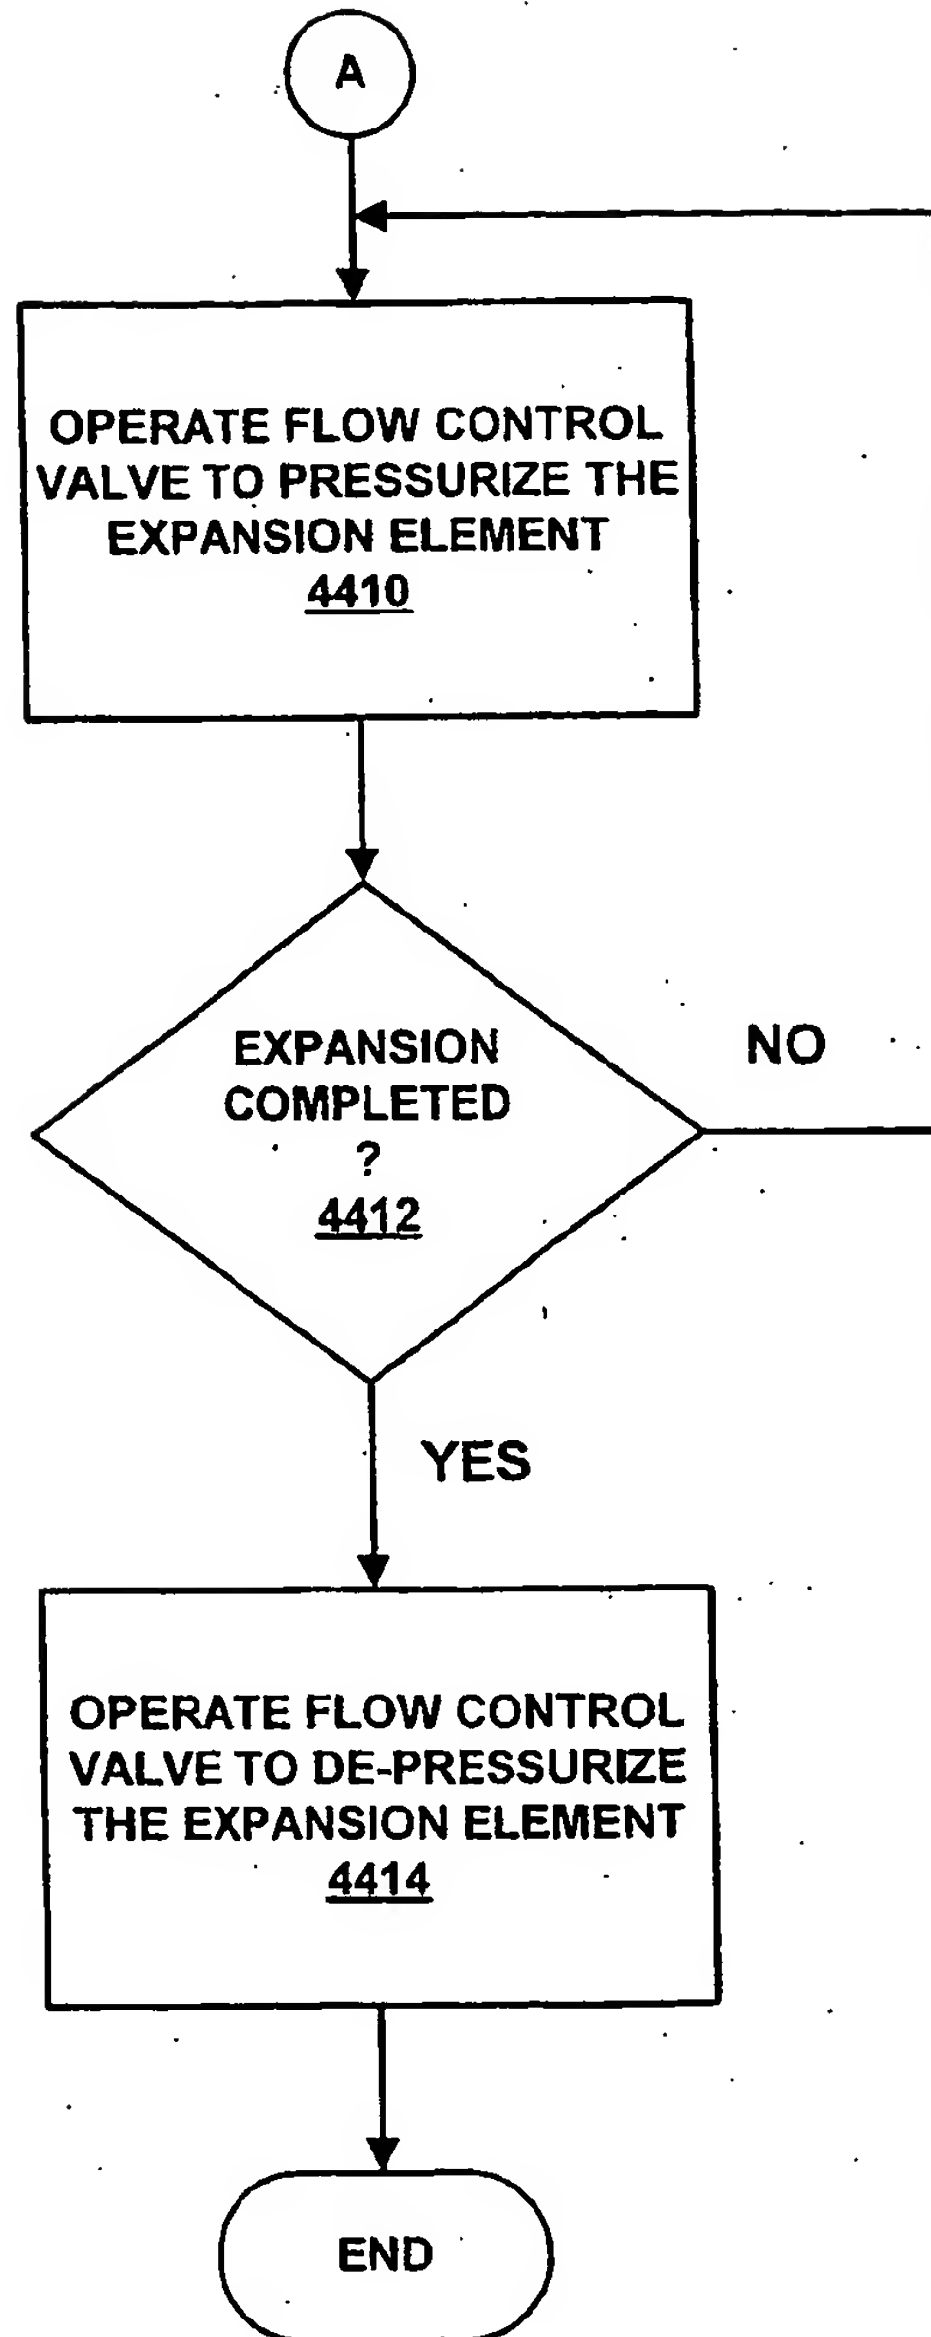 A
OPERATE FLOW CONTROL
VALVE TO PRESSURIZE THE
EXPANSION ELEMENT
4410
EXPANSION
COMPLETED
?
4412
NO
YES
OPERATE FLOW CONTROL
VALVE TO DE-PRESSURIZE
THE EXPANSION ELEMENT
4414
END